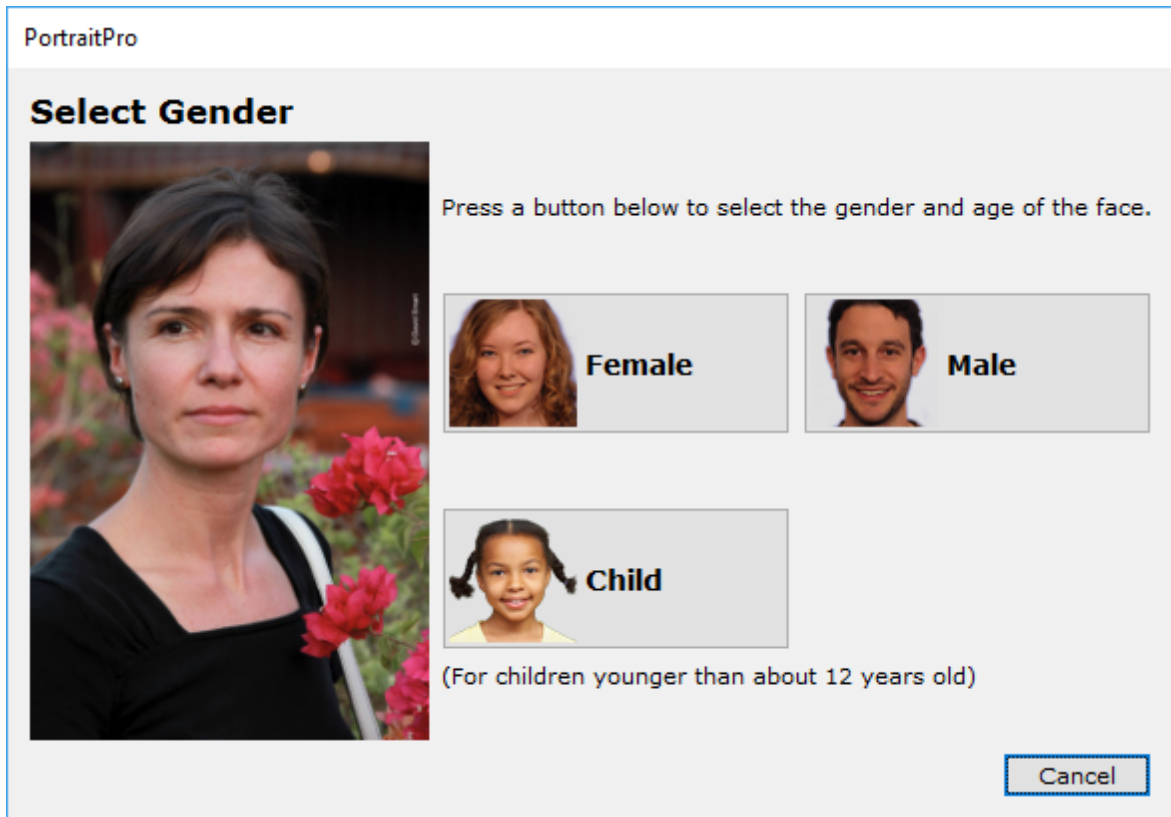 PortraitPro
Select Gender
Press a button below to select the gender and age of the face.
Female
Male
Child
(For children younger than about 12 years old)
Cancel